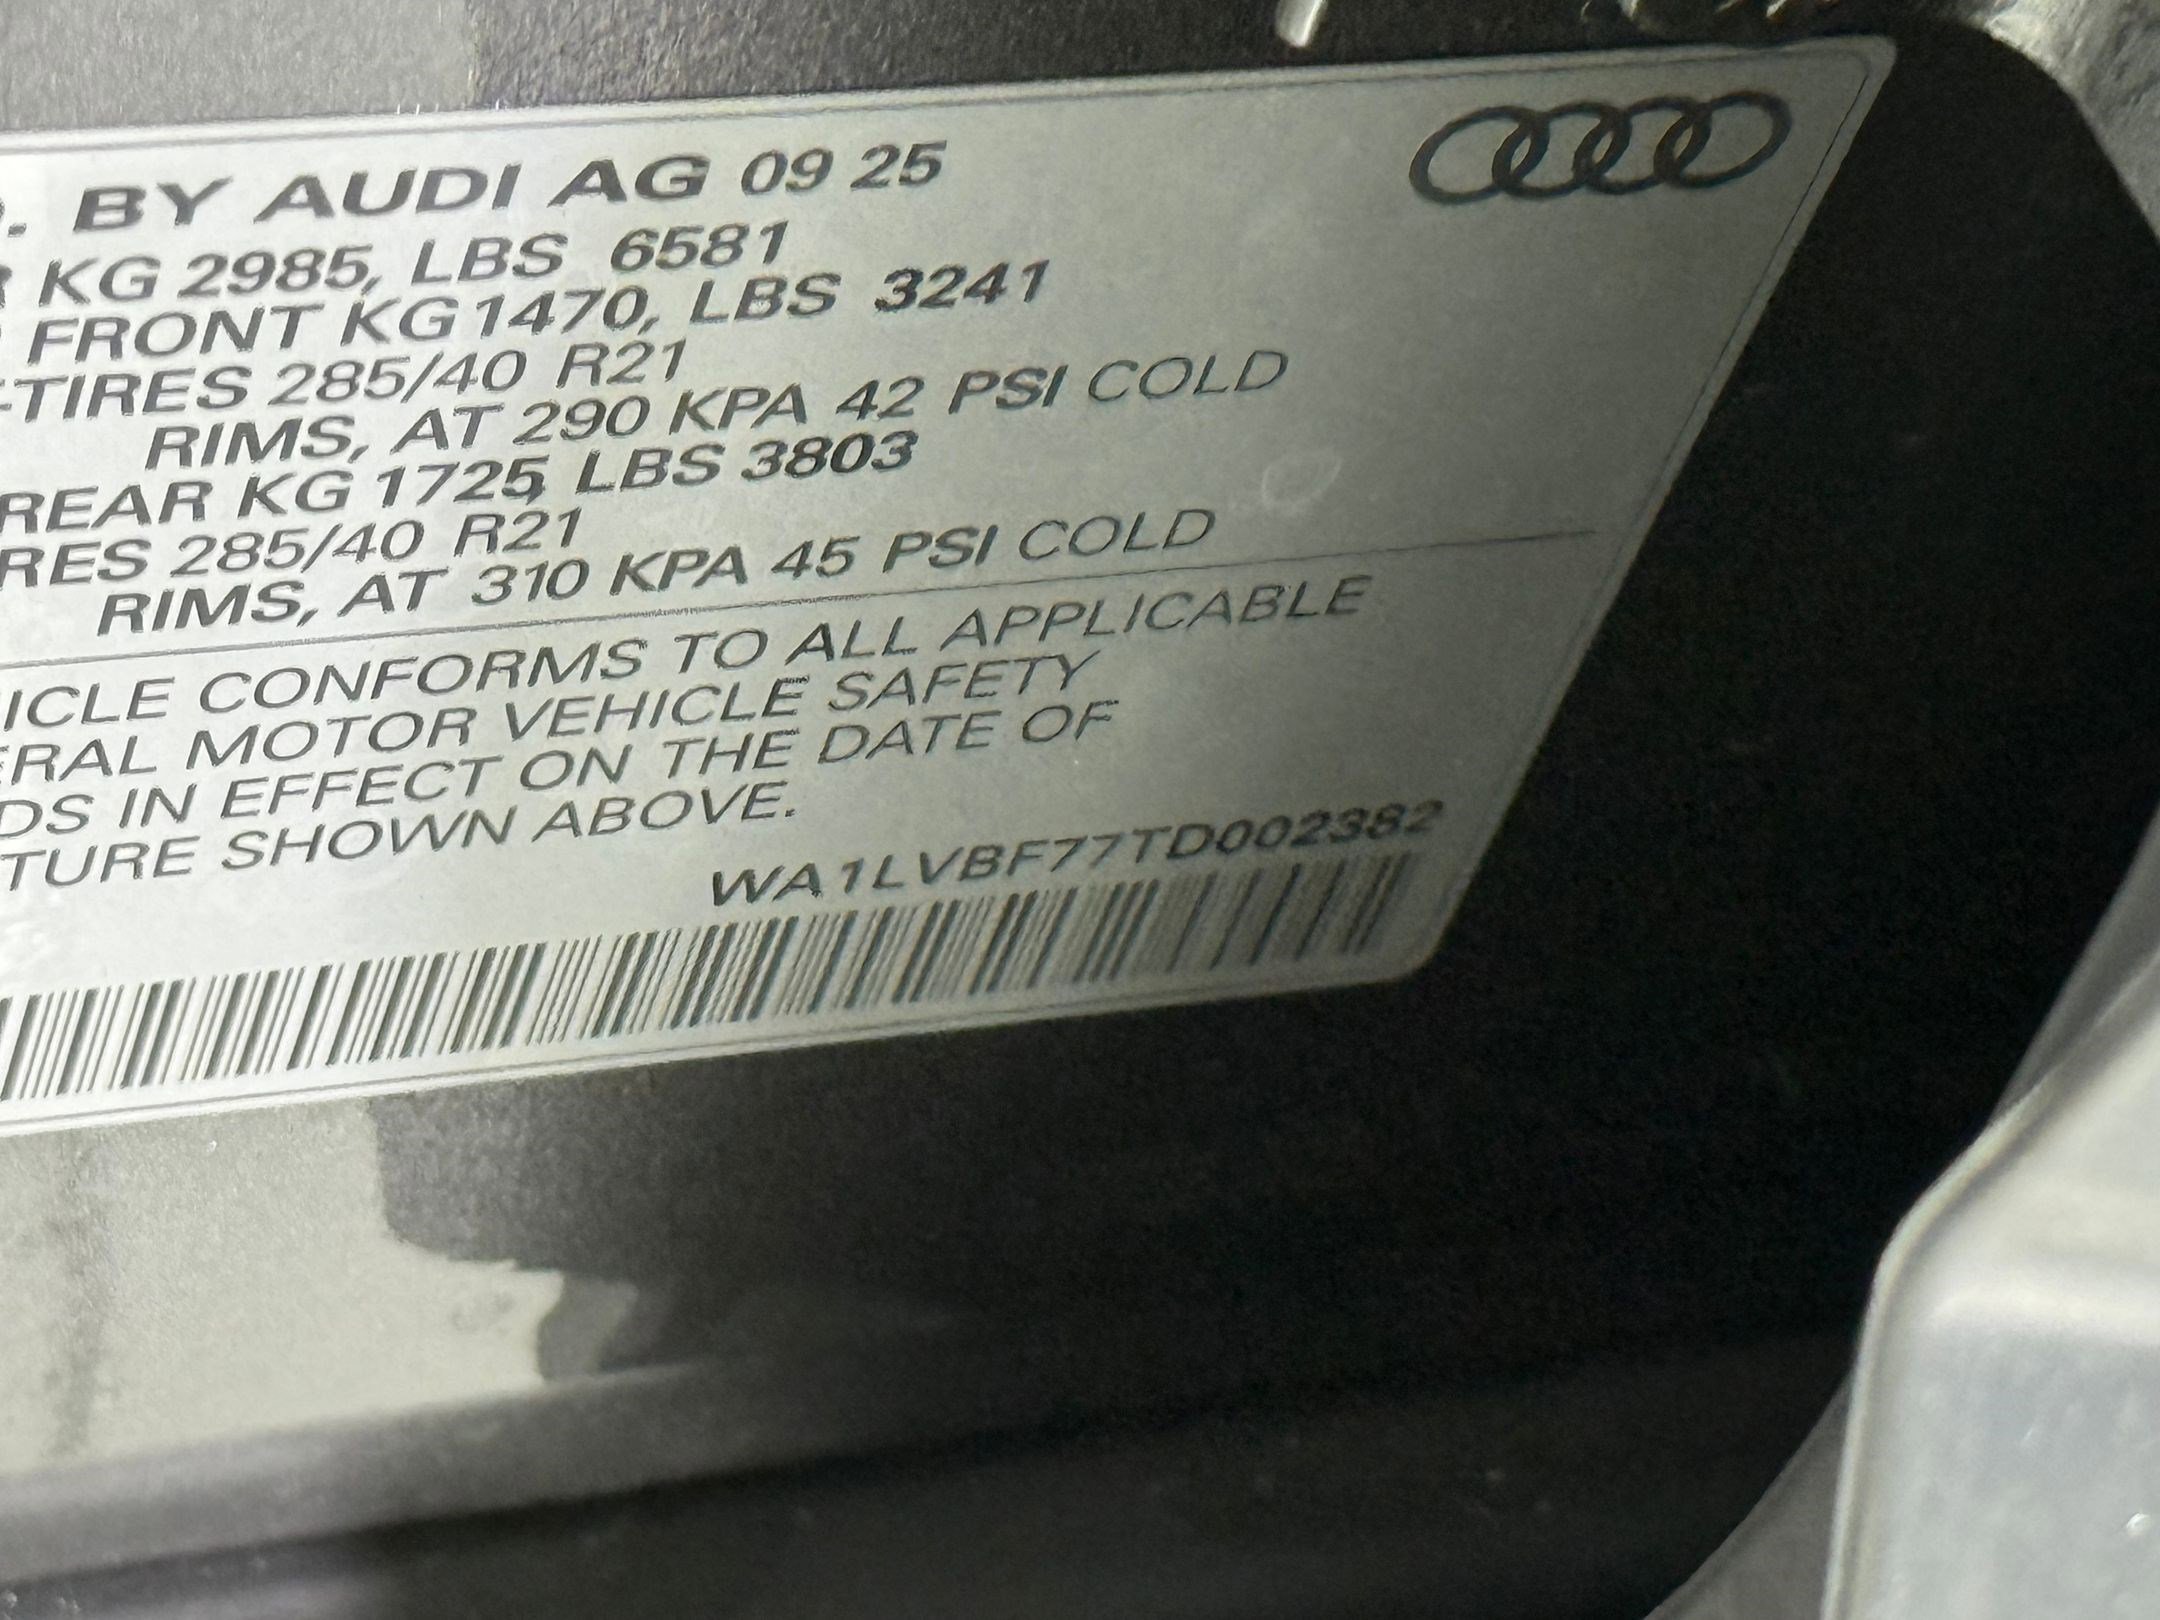 . BY AUDI AG 09 25
KG 2985, LBS 6581
FRONT KG 1470, LBS 3241
-TIRES 285/40 R21
RIMS, AT 290 KPA 42 PSI COLD
REAR KG 1725, LBS 3803
RES 285/40 R21
RIMS, AT 310 KPA 45 PSI COLD
ICLE CONFORMS TO ALL APPLICABLE
ERAL MOTOR VEHICLE SAFETY
DS IN EFFECT ON THE DATE OF
TURE SHOWN ABOVE.
WA1LVBF77TD002382